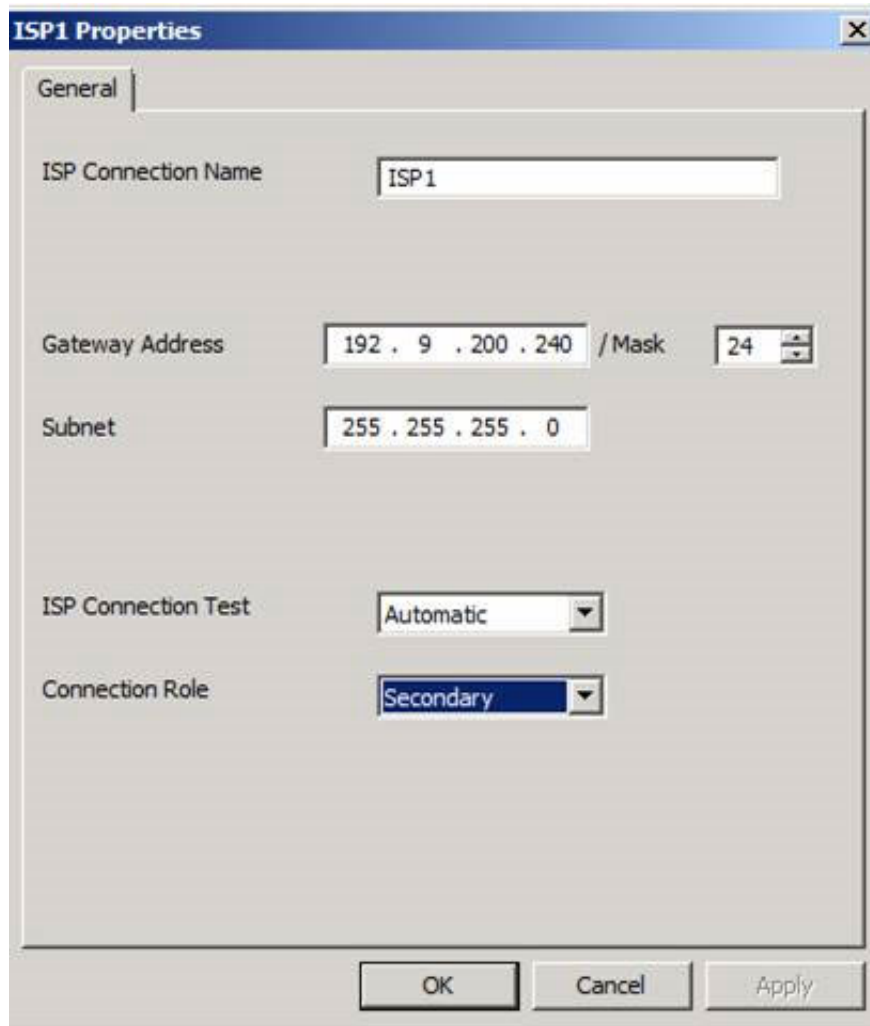 ISP1 Properties
General
ISP Connection Name ISP1
Gateway Address 192 . 9 . 200 . 240 / Mask 24
Subnet 255 . 255 . 255 . 0
ISP Connection Test Automatic
Connection Role Secondary
OK Cancel Apply